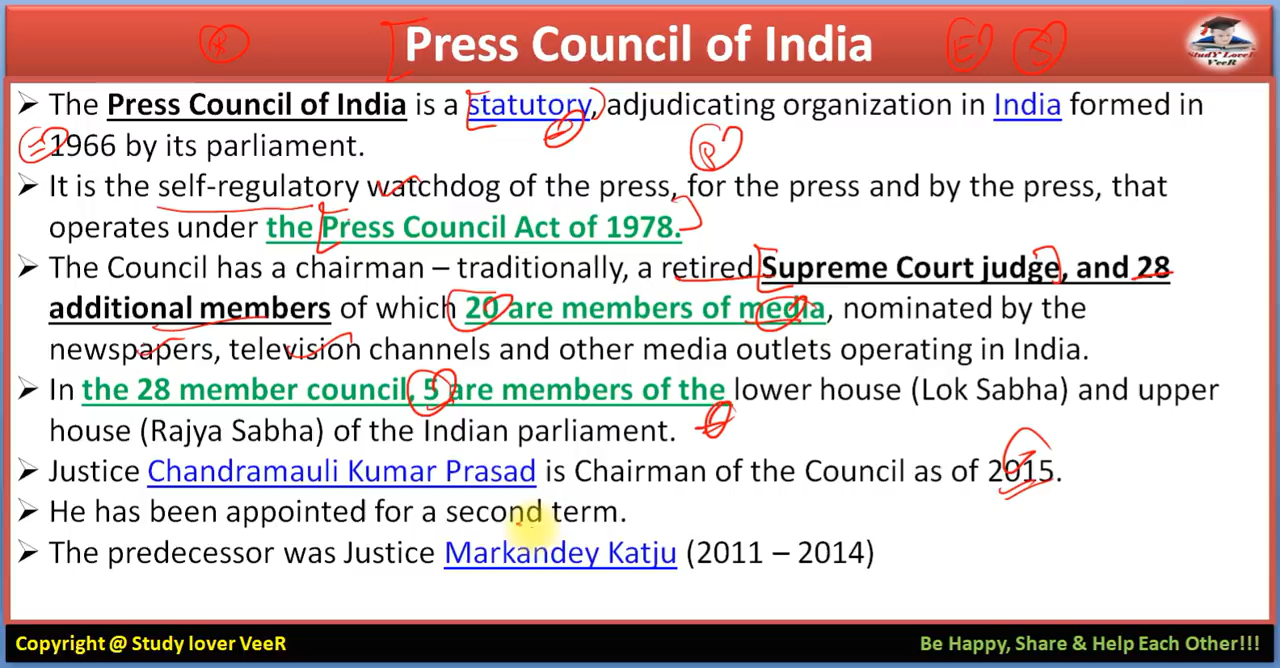 Press Council of India
R
E
S
StudY LoveR
VeeR
➢ The Press Council of India is a statutory, adjudicating organization in India formed in
1966 by its parliament.
P
➢ It is the self-regulatory watchdog of the press, for the press and by the press, that
operates under the Press Council Act of 1978.
➢ The Council has a chairman – traditionally, a retired Supreme Court judge, and 28
additional members of which 20 are members of media, nominated by the
newspapers, television channels and other media outlets operating in India.
➢ In the 28 member council, 5 are members of the lower house (Lok Sabha) and upper
house (Rajya Sabha) of the Indian parliament.
➢ Justice Chandramauli Kumar Prasad is Chairman of the Council as of 2015.
➢ He has been appointed for a second term.
➢ The predecessor was Justice Markandey Katju (2011 – 2014)
Copyright @ Study lover VeeR
Be Happy, Share & Help Each Other!!!